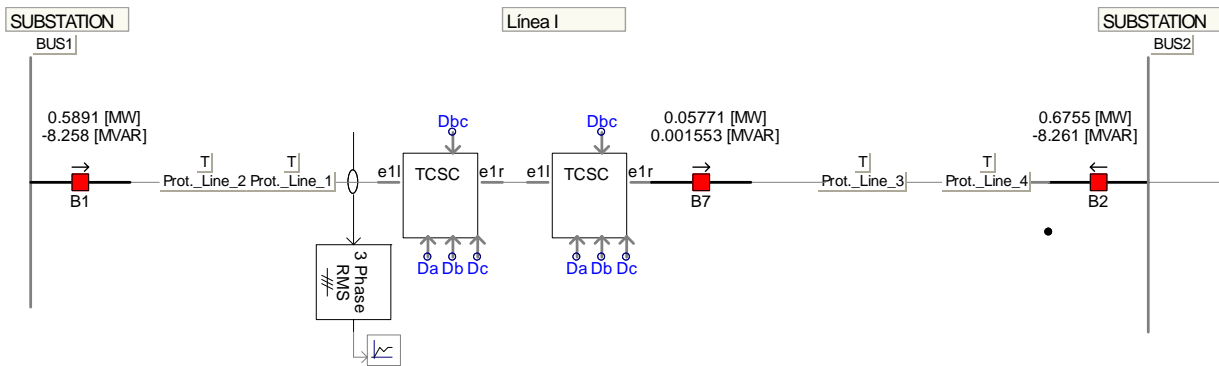 SUBSTATION
Línea I
SUBSTATION
BUS1
BUS2
0.5891 [MW]
-8.258 [MVAR]
0.05771 [MW]
0.001553 [MVAR]
0.6755 [MW]
-8.261 [MVAR]
Dbc
Dbc
T
T
T
T
Prot._Line_2
Prot._Line_1
e1l
TCSC
e1r
e1l
TCSC
e1r
Prot._Line_3
Prot._Line_4
B1
B7
B2
Da
Db
Dc
Da
Db
Dc
3 Phase
RMS